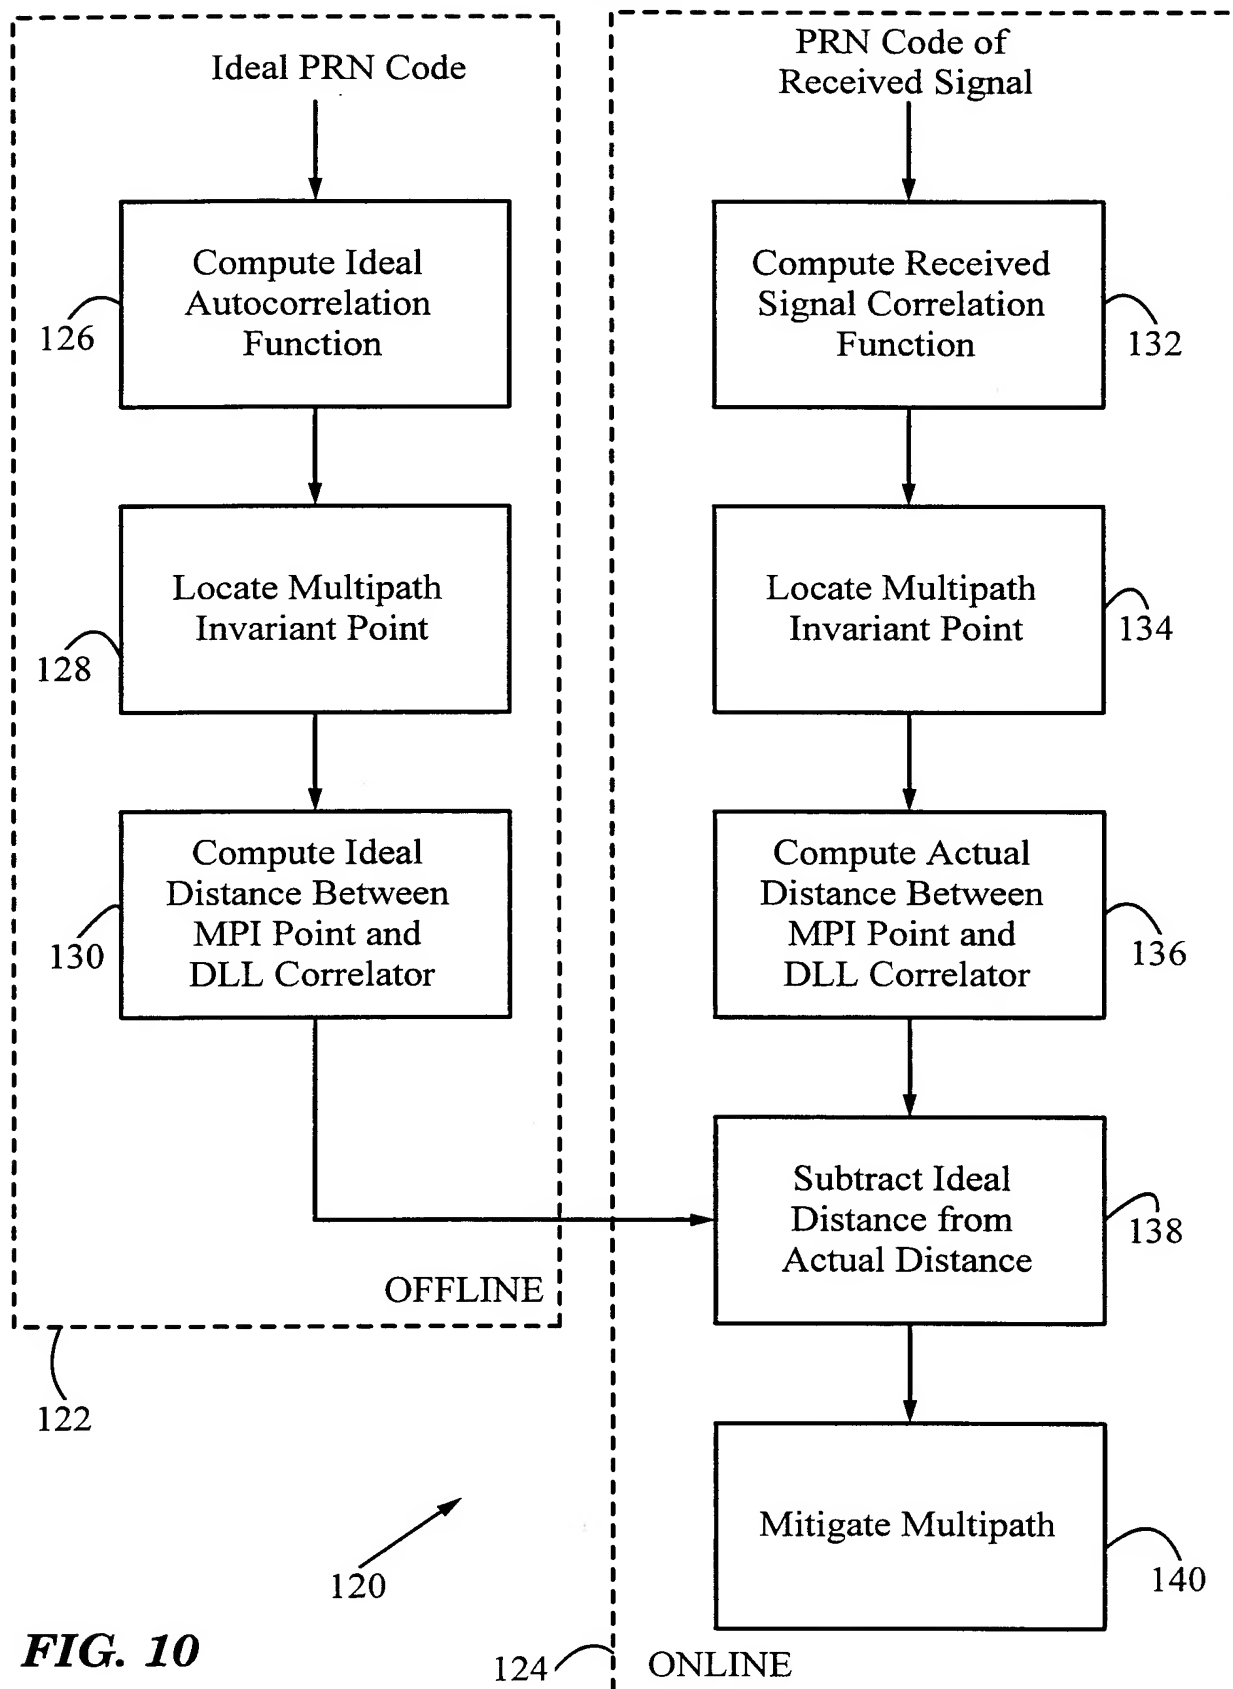 Ideal PRN Code
Compute Ideal
Autocorrelation
Function
126
Locate Multipath
Invariant Point
128
Compute Ideal
Distance Between
MPI Point and
DLL Correlator
130
OFFLINE
122
PRN Code of
Received Signal
Compute Received
Signal Correlation
Function
132
Locate Multipath
Invariant Point
134
Compute Actual
Distance Between
MPI Point and
DLL Correlator
136
Subtract Ideal
Distance from
Actual Distance
138
Mitigate Multipath
140
120
FIG. 10
124
ONLINE